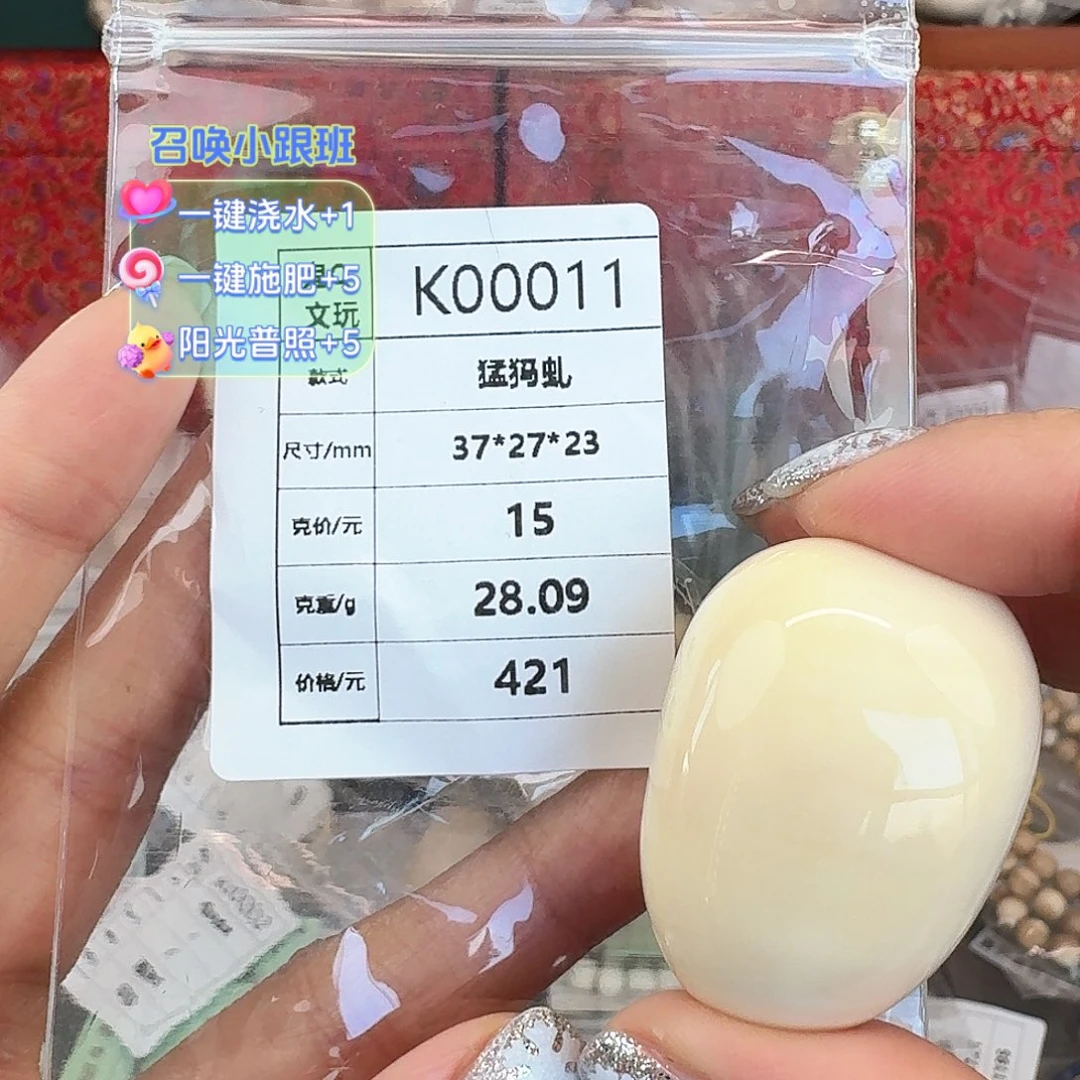 召唤小跟班
一键浇水+1
一键施肥+5
阳光普照+5
文玩
K00011
款式 猛犸虬
尺寸/mm 37*27*23
克价/元 15
克重/g 28.09
价格/元 421